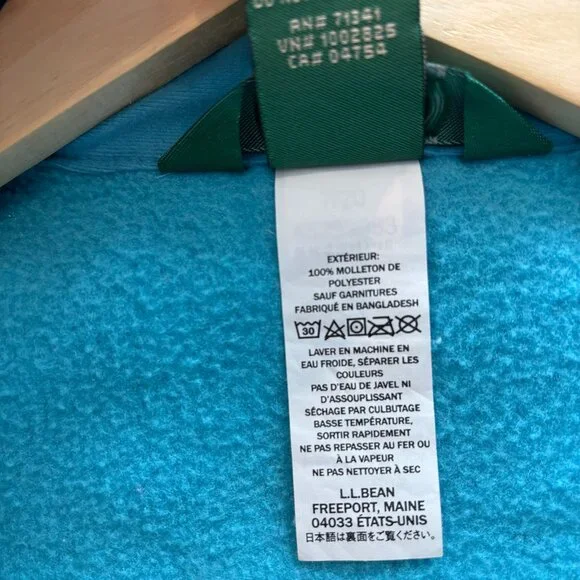 RN# 71341
VN# 1002825
CA# 04754
EXTÉRIEUR:
100% MOLLETON DE
POLYESTER
SAUF GARNITURES
FABRIQUÉ EN BANGLADESH
30
LAVER EN MACHINE EN
EAU FROIDE, SÉPARER LES
COULEURS
PAS D'EAU DE JAVEL NI
D'ASSOUPLISSANT
SÉCHAGE PAR CULBUTAGE
BASSE TEMPÉRATURE,
SORTIR RAPIDEMENT
NE PAS REPASSER AU FER OU
À LA VAPEUR
NE PAS NETTOYER À SEC
L.L.BEAN
FREEPORT, MAINE
04033 ÉTATS-UNIS
日本語は裏面をご覧ください。